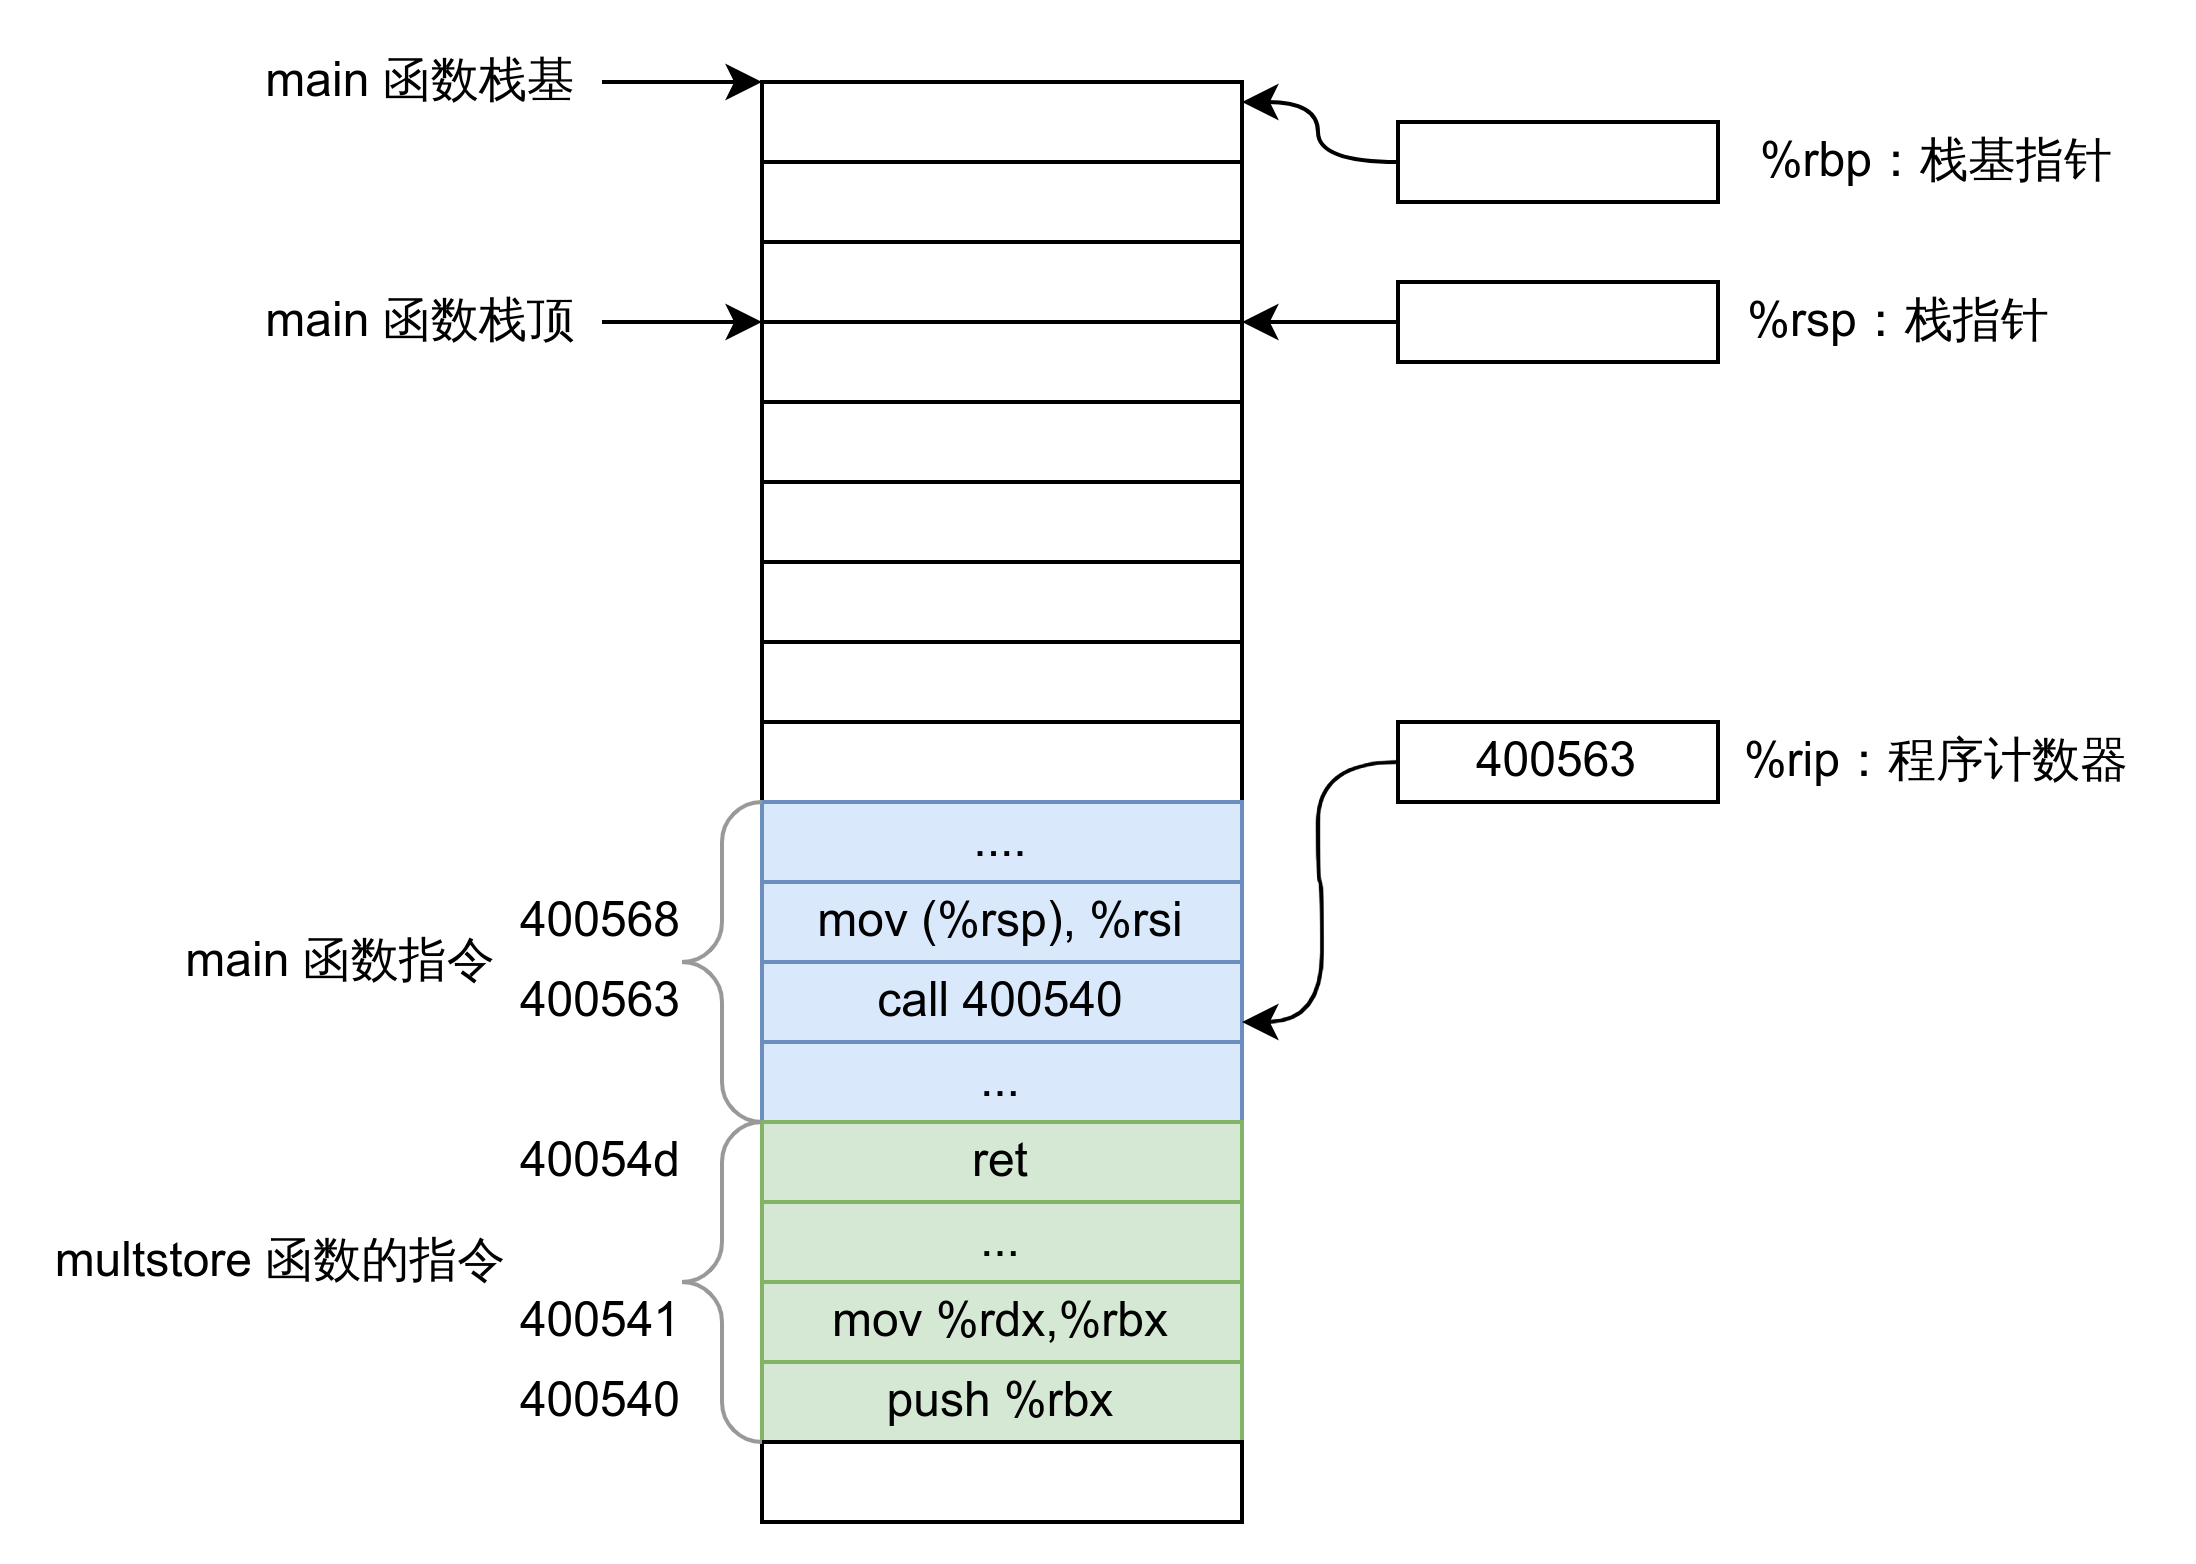 main 函数栈基
%rbp：栈基指针
main 函数栈顶
%rsp：栈指针
400563
%rip：程序计数器
....
400568
mov (%rsp), %rsi
main 函数指令
400563
call 400540
...
40054d
ret
...
multstore 函数的指令
400541
mov %rdx,%rbx
400540
push %rbx